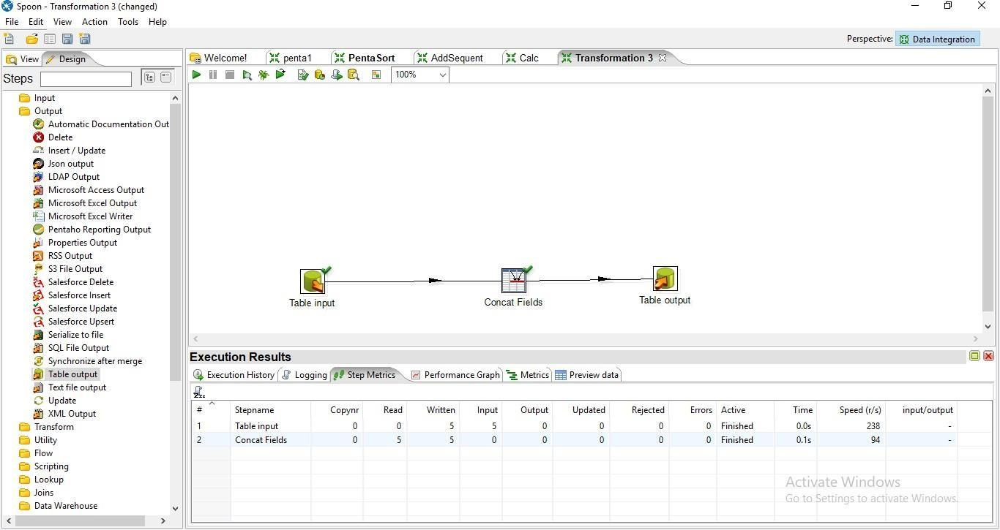 Spoon - Transformation 3 (changed)
File Edit View Action Tools Help
Perspective: Data Integration
View Design
Steps
Input
Output
Automatic Documentation Out
Delete
Insert / Update
Json output
LDAP Output
Microsoft Access Output
Microsoft Excel Output
Microsoft Excel Writer
Pentaho Reporting Output
Properties Output
RSS Output
S3 File Output
Salesforce Delete
Salesforce Insert
Salesforce Update
Salesforce Upsert
Serialize to file
SQL File Output
Synchronize after merge
Table output
Text file output
Update
XML Output
Transform
Utility
Flow
Scripting
Lookup
Joins
Data Warehouse
Welcome! penta1 PentaSort AddSequent Calc Transformation 3
100%
Table input Concat Fields Table output
Execution Results
Execution History Logging Step Metrics Performance Graph Metrics Preview data
# Stepname Copynr Read Written Input Output Updated Rejected Errors Active Time Speed (r/s) input/output
1 Table input 0 0 5 5 0 0 0 0 Finished 0.0s 238 -
2 Concat Fields 0 5 5 0 0 0 0 0 Finished 0.1s 94 -
Activate Windows
Go to Settings to activate Windows.